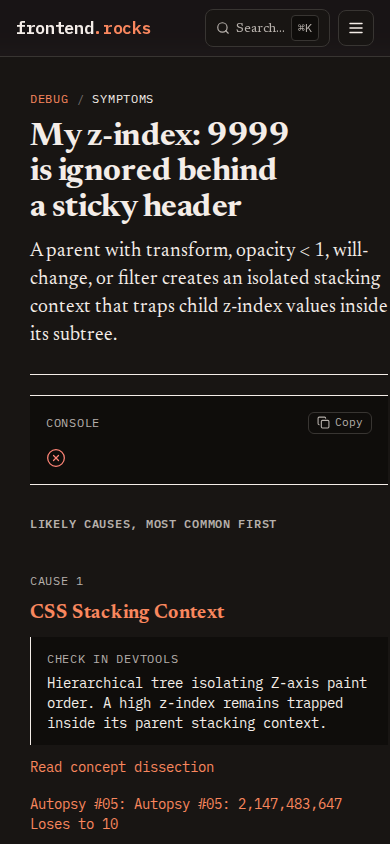 frontend.rocks
Search... ⌘K
DEBUG / SYMPTOMS
My z-index: 9999
is ignored behind
a sticky header
A parent with transform, opacity < 1, will-
change, or filter creates an isolated stacking
context that traps child z-index values inside
its subtree.
CONSOLE
Copy
LIKELY CAUSES, MOST COMMON FIRST
CAUSE 1
CSS Stacking Context
CHECK IN DEVTOOLS
Hierarchical tree isolating Z-axis paint
order. A high z-index remains trapped
inside its parent stacking context.
Read concept dissection
Autopsy #05: Autopsy #05: 2,147,483,647
Loses to 10